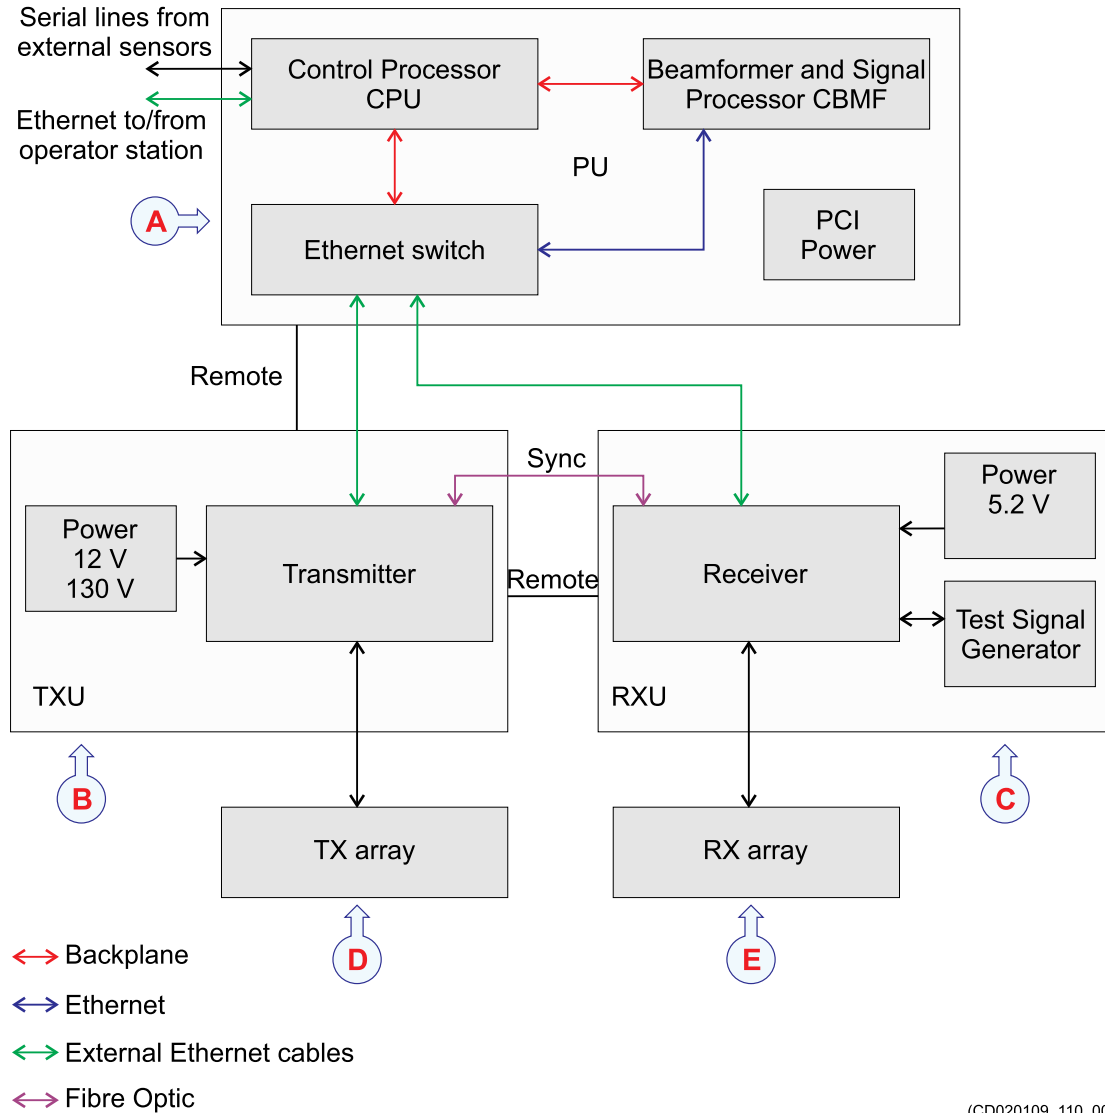 Serial lines from
external sensors
Ethernet to/from
operator station
Control Processor
CPU
Beamformer and Signal
Processor CBMF
PU
A
Ethernet switch
PCI
Power
Remote
Sync
Power
12 V
130 V
Transmitter
Remote
Receiver
Power
5.2 V
Test Signal
Generator
TXU
RXU
B
C
TX array
RX array
D
E
Backplane
Ethernet
External Ethernet cables
Fibre Optic